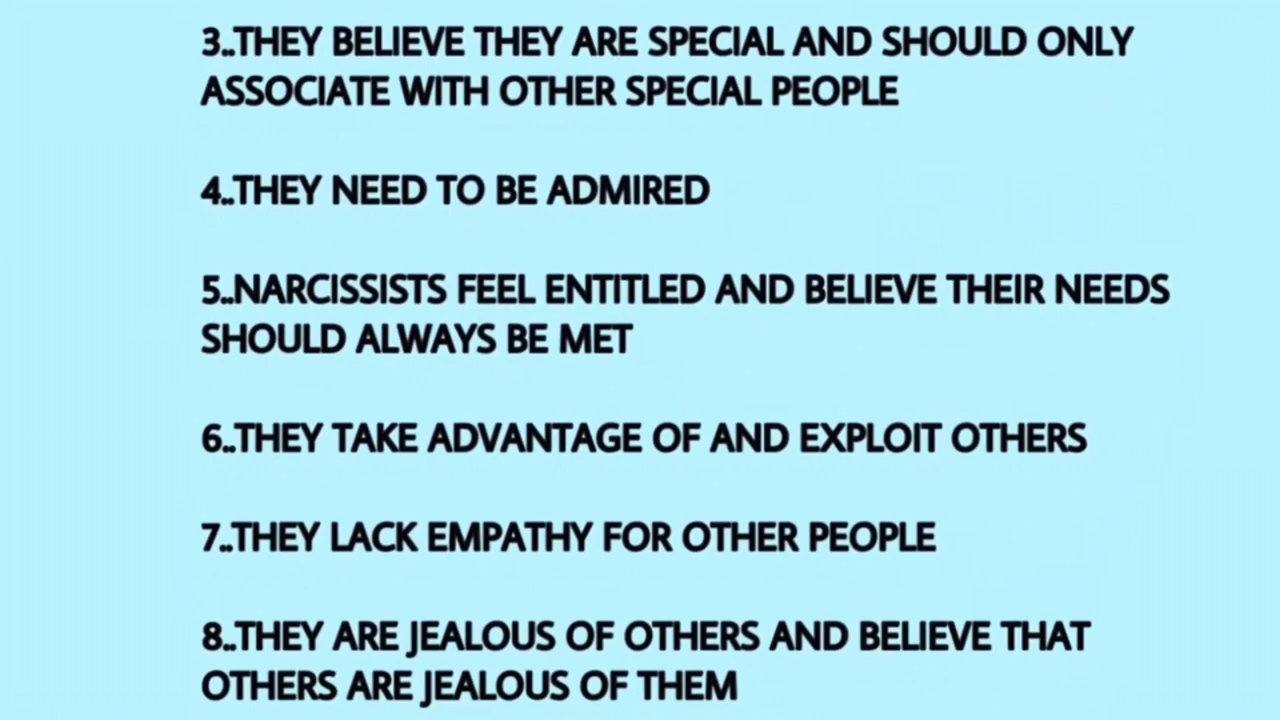 3..THEY BELIEVE THEY ARE SPECIAL AND SHOULD ONLY
ASSOCIATE WITH OTHER SPECIAL PEOPLE
4..THEY NEED TO BE ADMIRED
5..NARCISSISTS FEEL ENTITLED AND BELIEVE THEIR NEEDS
SHOULD ALWAYS BE MET
6..THEY TAKE ADVANTAGE OF AND EXPLOIT OTHERS
7..THEY LACK EMPATHY FOR OTHER PEOPLE
8..THEY ARE JEALOUS OF OTHERS AND BELIEVE THAT
OTHERS ARE JEALOUS OF THEM